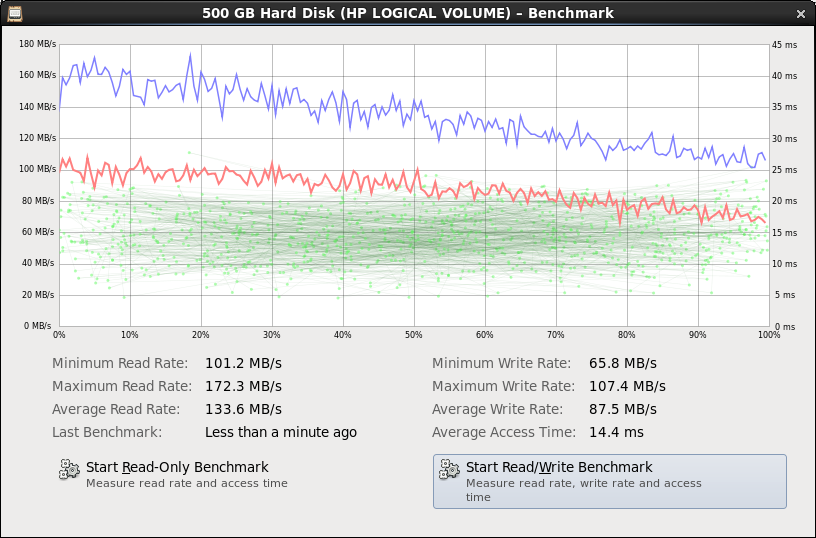 500 GB Hard Disk (HP LOGICAL VOLUME) – Benchmark
180 MB/s
45 ms
160 MB/s
40 ms
140 MB/s
35 ms
120 MB/s
30 ms
100 MB/s
25 ms
80 MB/s
20 ms
60 MB/s
15 ms
40 MB/s
10 ms
20 MB/s
5 ms
0 MB/s
0 ms
0% 10% 20% 30% 40% 50% 60% 70% 80% 90% 100%
Minimum Read Rate: 101.2 MB/s
Minimum Write Rate: 65.8 MB/s
Maximum Read Rate: 172.3 MB/s
Maximum Write Rate: 107.4 MB/s
Average Read Rate: 133.6 MB/s
Average Write Rate: 87.5 MB/s
Last Benchmark: Less than a minute ago
Average Access Time: 14.4 ms
Start Read-Only Benchmark
Measure read rate and access time
Start Read/Write Benchmark
Measure read rate, write rate and access
time